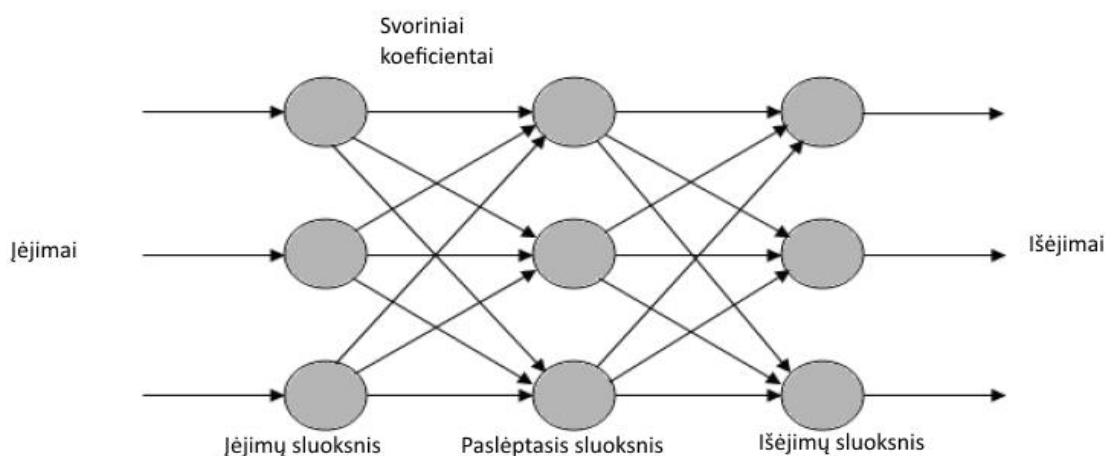 Svoriniai
koeficientai
Įėjimai
Išėjimai
Įėjimų sluoksnis
Paslėptasis sluoksnis
Išėjimų sluoksnis